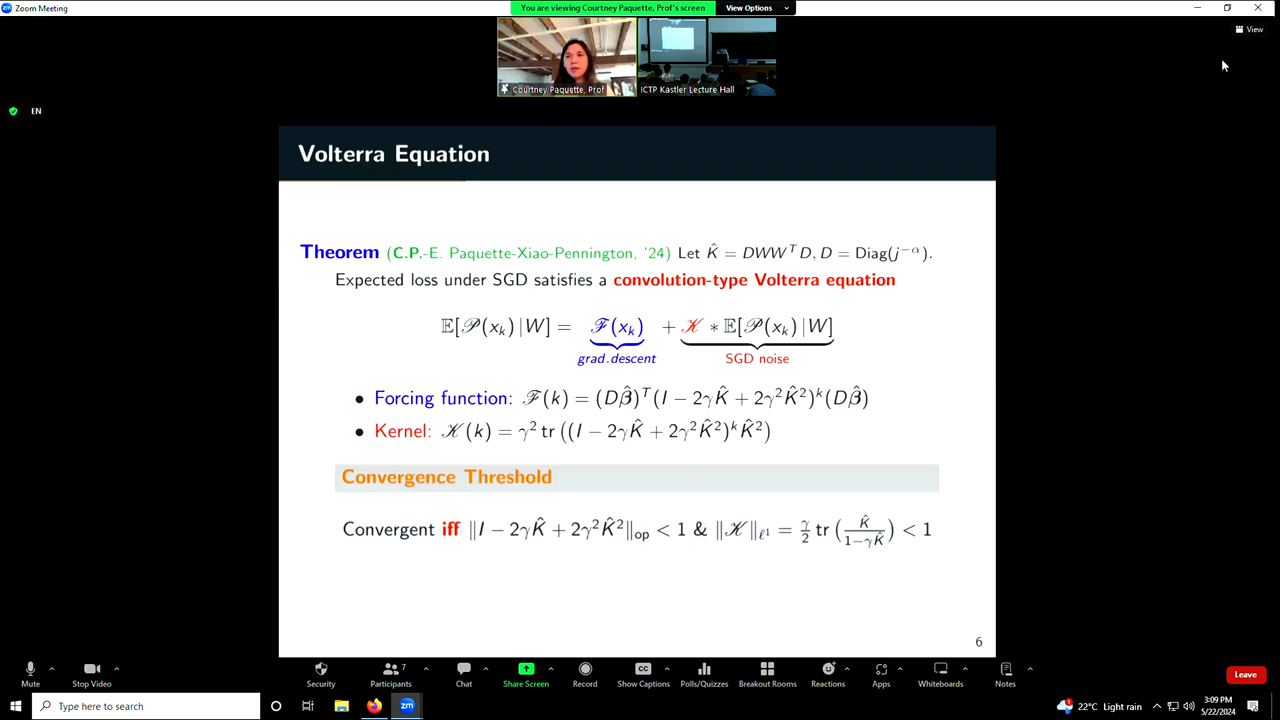 Zoom Meeting
You are viewing Courtney Paquette, Prof's screen
View Options
View
Courtney Paquette, Prof
ICTP Kastler Lecture Hall
EN
Volterra Equation
Theorem (C.P.-E. Paquette-Xiao-Pennington, '24) Let K̂ = DWWᵀD, D = Diag(j^{-α}).
Expected loss under SGD satisfies a convolution-type Volterra equation
𝔼[𝒫(x_k) | W] = ℱ(x_k) + 𝒦 * 𝔼[𝒫(x_k) | W]
grad.descent SGD noise
• Forcing function: ℱ(k) = (Dβ̂)ᵀ(I − 2γK̂ + 2γ²K̂²)^k(Dβ̂)
• Kernel: 𝒦(k) = γ² tr((I − 2γK̂ + 2γ²K̂²)^k K̂²)
Convergence Threshold
Convergent iff ‖I − 2γK̂ + 2γ²K̂²‖_op < 1 & ‖𝒦‖_{ℓ¹} = γ/2 tr(K̂/(1−γK̂)) < 1
6
Mute
Stop Video
Security
Participants
7
Chat
Share Screen
Record
Show Captions
Polls/Quizzes
Breakout Rooms
Reactions
Apps
Whiteboards
Notes
Leave
Type here to search
22°C Light rain
3:09 PM
5/22/2024